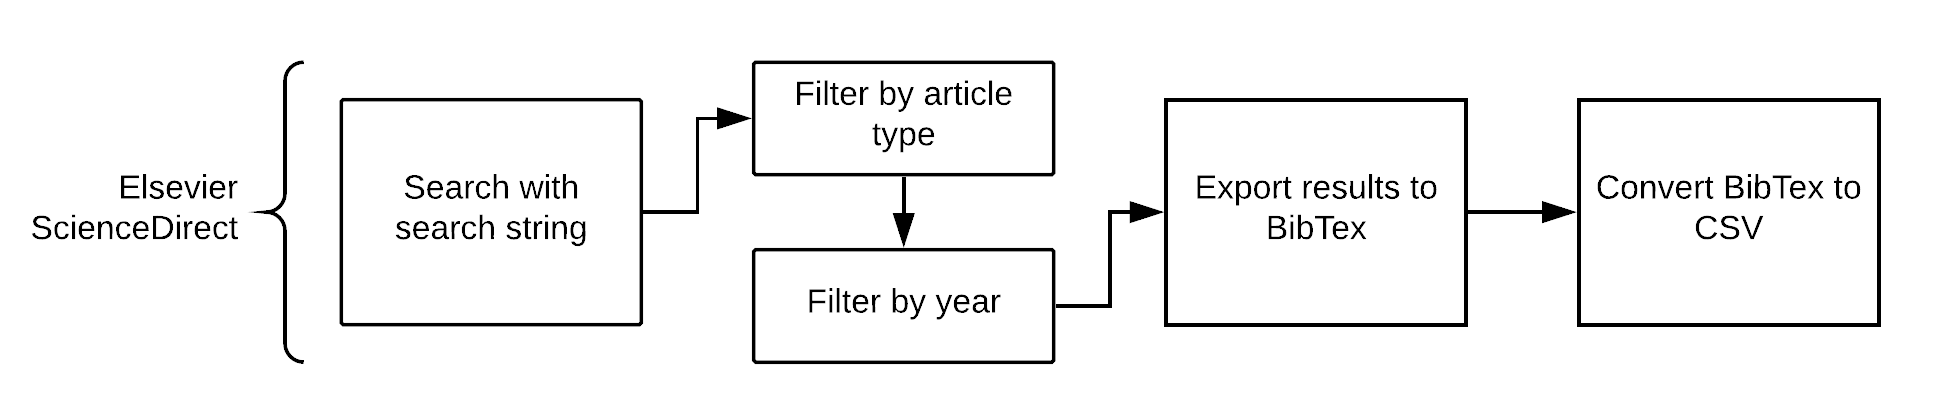 Elsevier
ScienceDirect
Search with
search string
Filter by article
type
Filter by year
Export results to
BibTex
Convert BibTex to
CSV